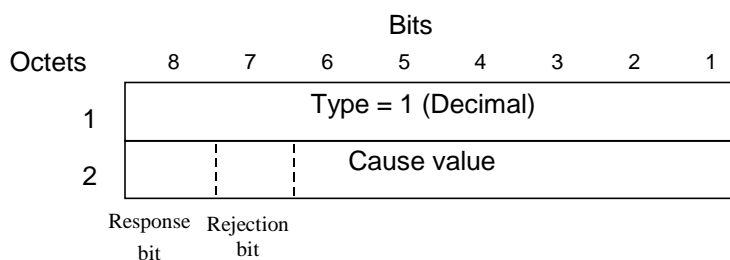 Bits
Octets 8 7 6 5 4 3 2 1
1 Type = 1 (Decimal)
2 Cause value
Response bit
Rejection bit